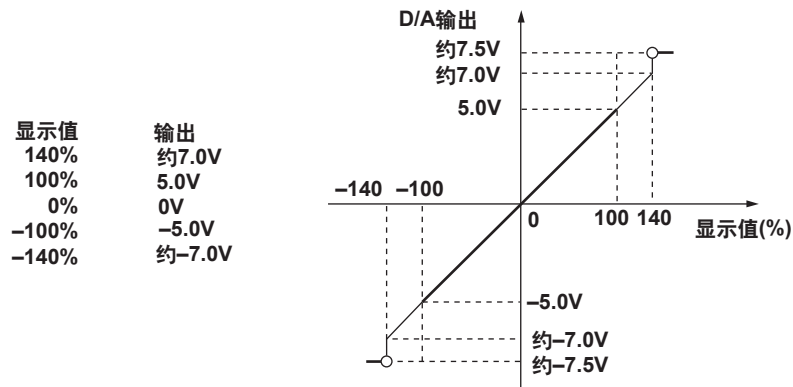 显示值 输出
140% 约7.0V
100% 5.0V
0% 0V
–100% –5.0V
–140% 约–7.0V
D/A输出
约7.5V
约7.0V
5.0V
–140 –100
0 100 140
显示值(%)
–5.0V
约–7.0V
约–7.5V